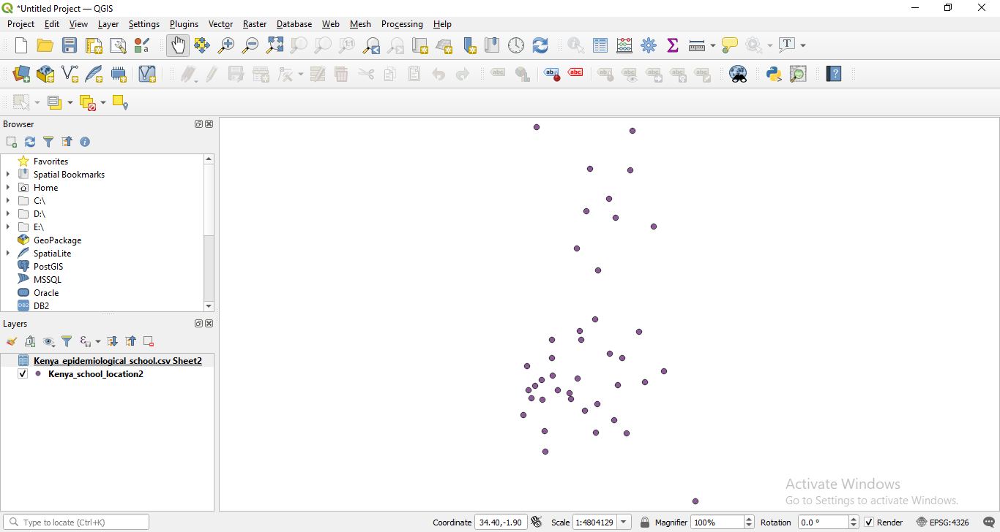 *Untitled Project — QGIS
Project Edit View Layer Settings Plugins Vector Raster Database Web Mesh Processing Help
Browser
Favorites
Spatial Bookmarks
Home
C:\
D:\
E:\
GeoPackage
SpatiaLite
PostGIS
MSSQL
Oracle
DB2
Layers
Kenya_epidemiological_school.csv Sheet2
Kenya_school_location2
Activate Windows
Go to Settings to activate Windows.
Type to locate (Ctrl+K) Coordinate 34.40,-1.90 Scale 1:4804129 Magnifier 100% Rotation 0.0 ° Render EPSG:4326